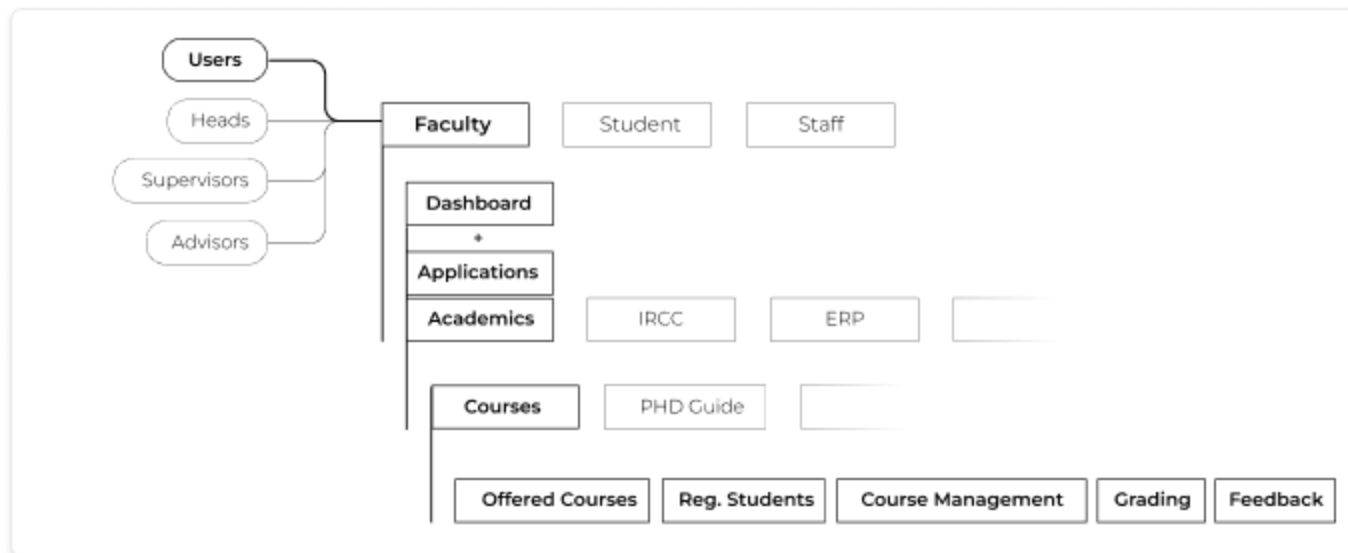 Users
Heads
Supervisors
Advisors
Faculty
Student
Staff
Dashboard
+
Applications
Academics
IRCC
ERP
Courses
PHD Guide
Offered Courses
Reg. Students
Course Management
Grading
Feedback